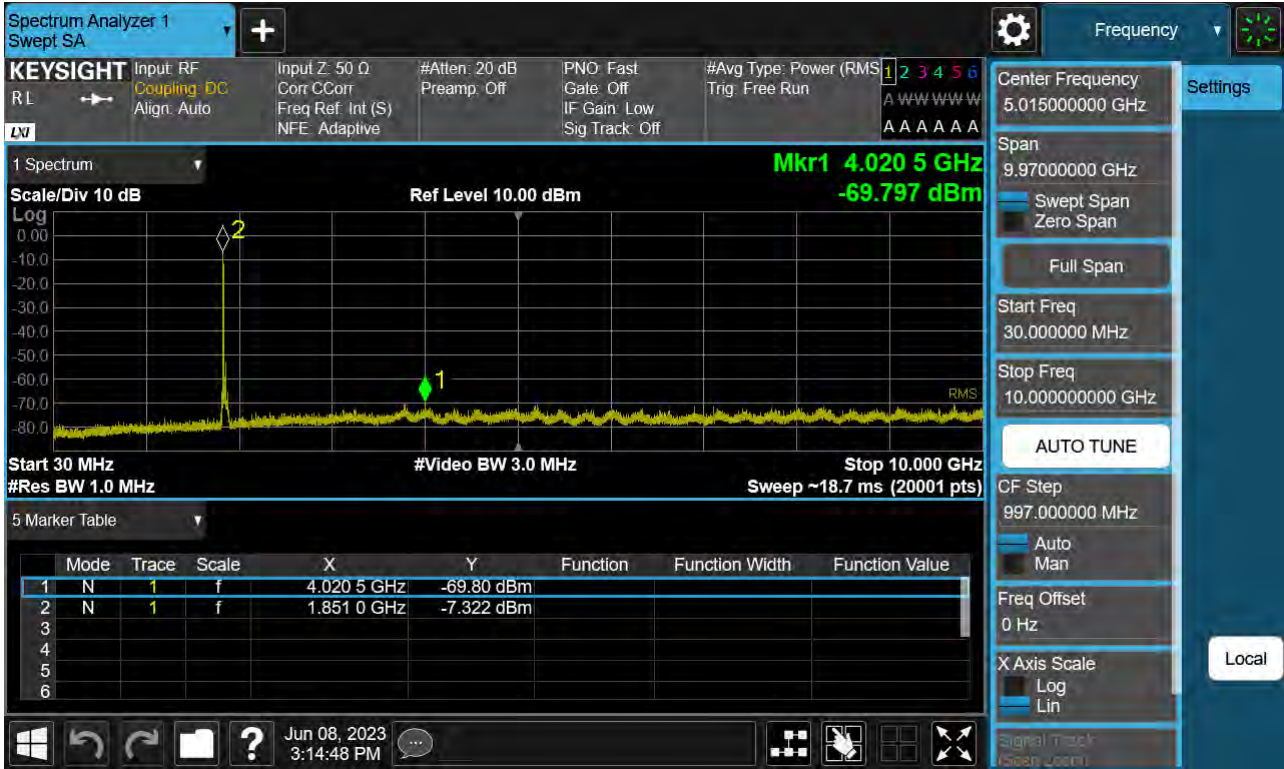 Spectrum Analyzer 1
Swept SA
+
Frequency
KEYSIGHT
RL
LXI
Input: RF
Coupling: DC
Align: Auto
Input Z: 50 Ω
Corr CCorr
Freq Ref: Int (S)
NFE: Adaptive
#Atten: 20 dB
Preamp: Off
PNO: Fast
Gate: Off
IF Gain: Low
Sig Track: Off
#Avg Type: Power (RMS
Trig: Free Run
1 2 3 4 5 6
A W W W W W
A A A A A A
1 Spectrum
Scale/Div 10 dB
Ref Level 10.00 dBm
Mkr1 4.020 5 GHz
-69.797 dBm
Log
0.00
-10.0
-20.0
-30.0
-40.0
-50.0
-60.0
-70.0
-80.0
2
1
RMS
Start 30 MHz
#Video BW 3.0 MHz
Stop 10.000 GHz
#Res BW 1.0 MHz
Sweep ~18.7 ms (20001 pts)
5 Marker Table
Mode Trace Scale X Y Function Function Width Function Value
1 N 1 f 4.020 5 GHz -69.80 dBm
2 N 1 f 1.851 0 GHz -7.322 dBm
3
4
5
6
?
Jun 08, 2023
3:14:48 PM
Center Frequency
5.015000000 GHz
Settings
Span
9.97000000 GHz
Swept Span
Zero Span
Full Span
Start Freq
30.000000 MHz
Stop Freq
10.000000000 GHz
AUTO TUNE
CF Step
997.000000 MHz
Auto
Man
Freq Offset
0 Hz
X Axis Scale
Log
Lin
Local
Signal Track
(Span Zoom)